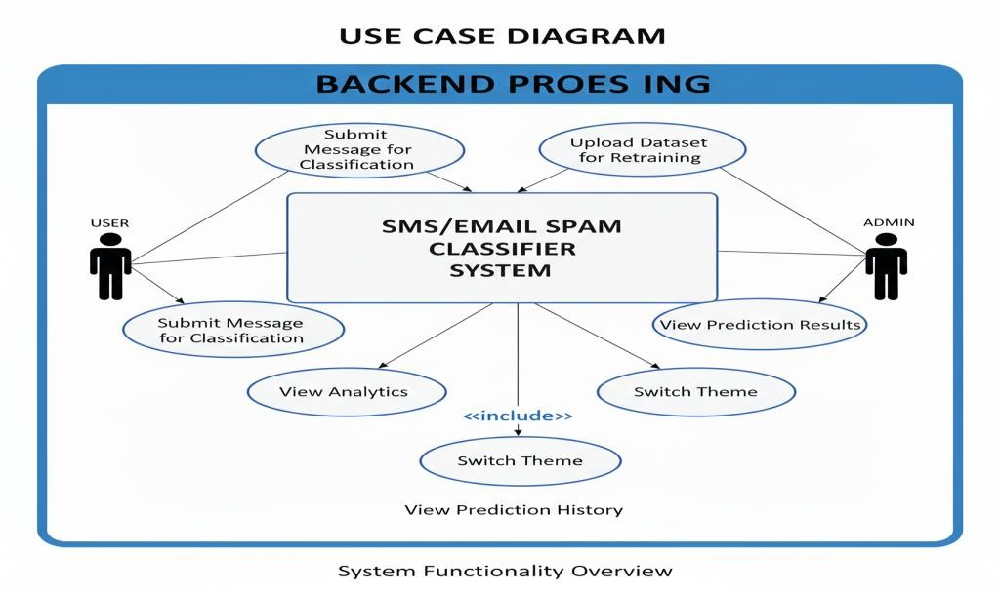 USE CASE DIAGRAM
BACKEND PROES ING
Submit
Message for
Classification
Upload Dataset
for Retraining
USER
ADMIN
SMS/EMAIL SPAM
CLASSIFIER
SYSTEM
Submit Message
for Classification
View Prediction Results
View Analytics
Switch Theme
<<include>>
Switch Theme
View Prediction History
System Functionality Overview